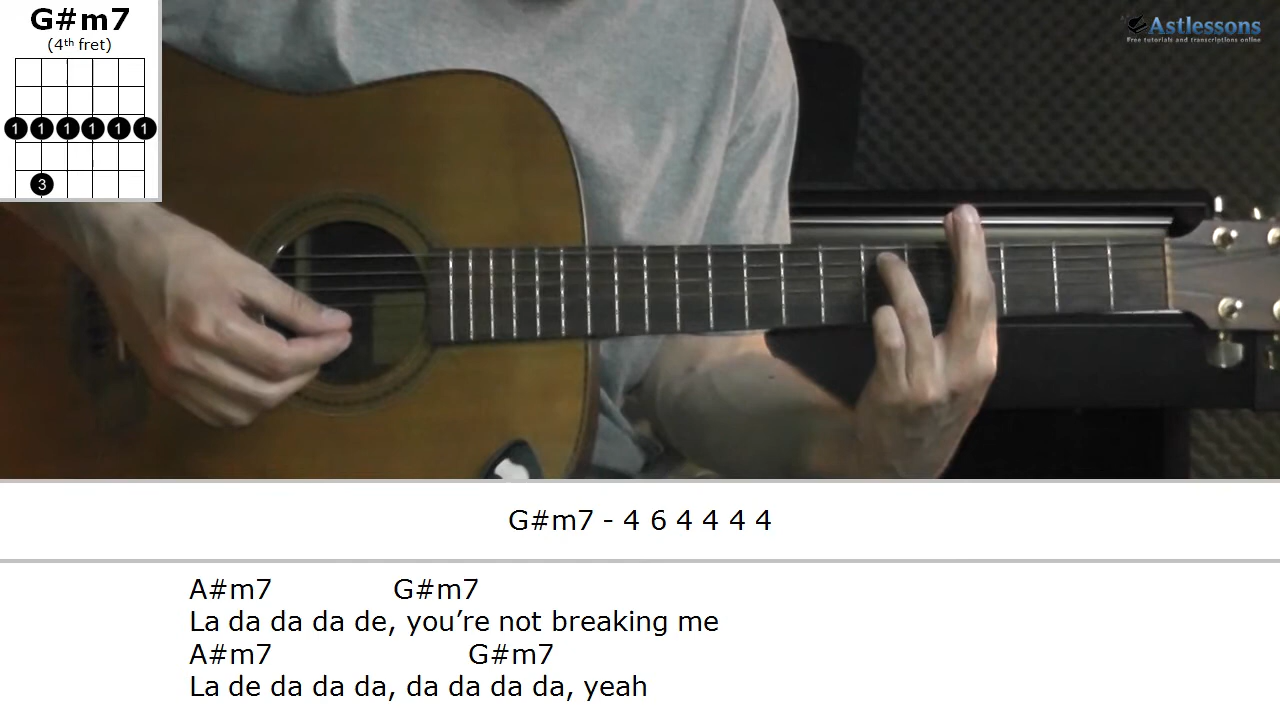 G#m7
(4th fret)
1 1 1 1 1 1
3
Astlessons
Free tutorials and transcriptions online
G#m7 - 4 6 4 4 4 4
A#m7 G#m7
La da da da de, you’re not breaking me
A#m7 G#m7
La de da da da, da da da da, yeah